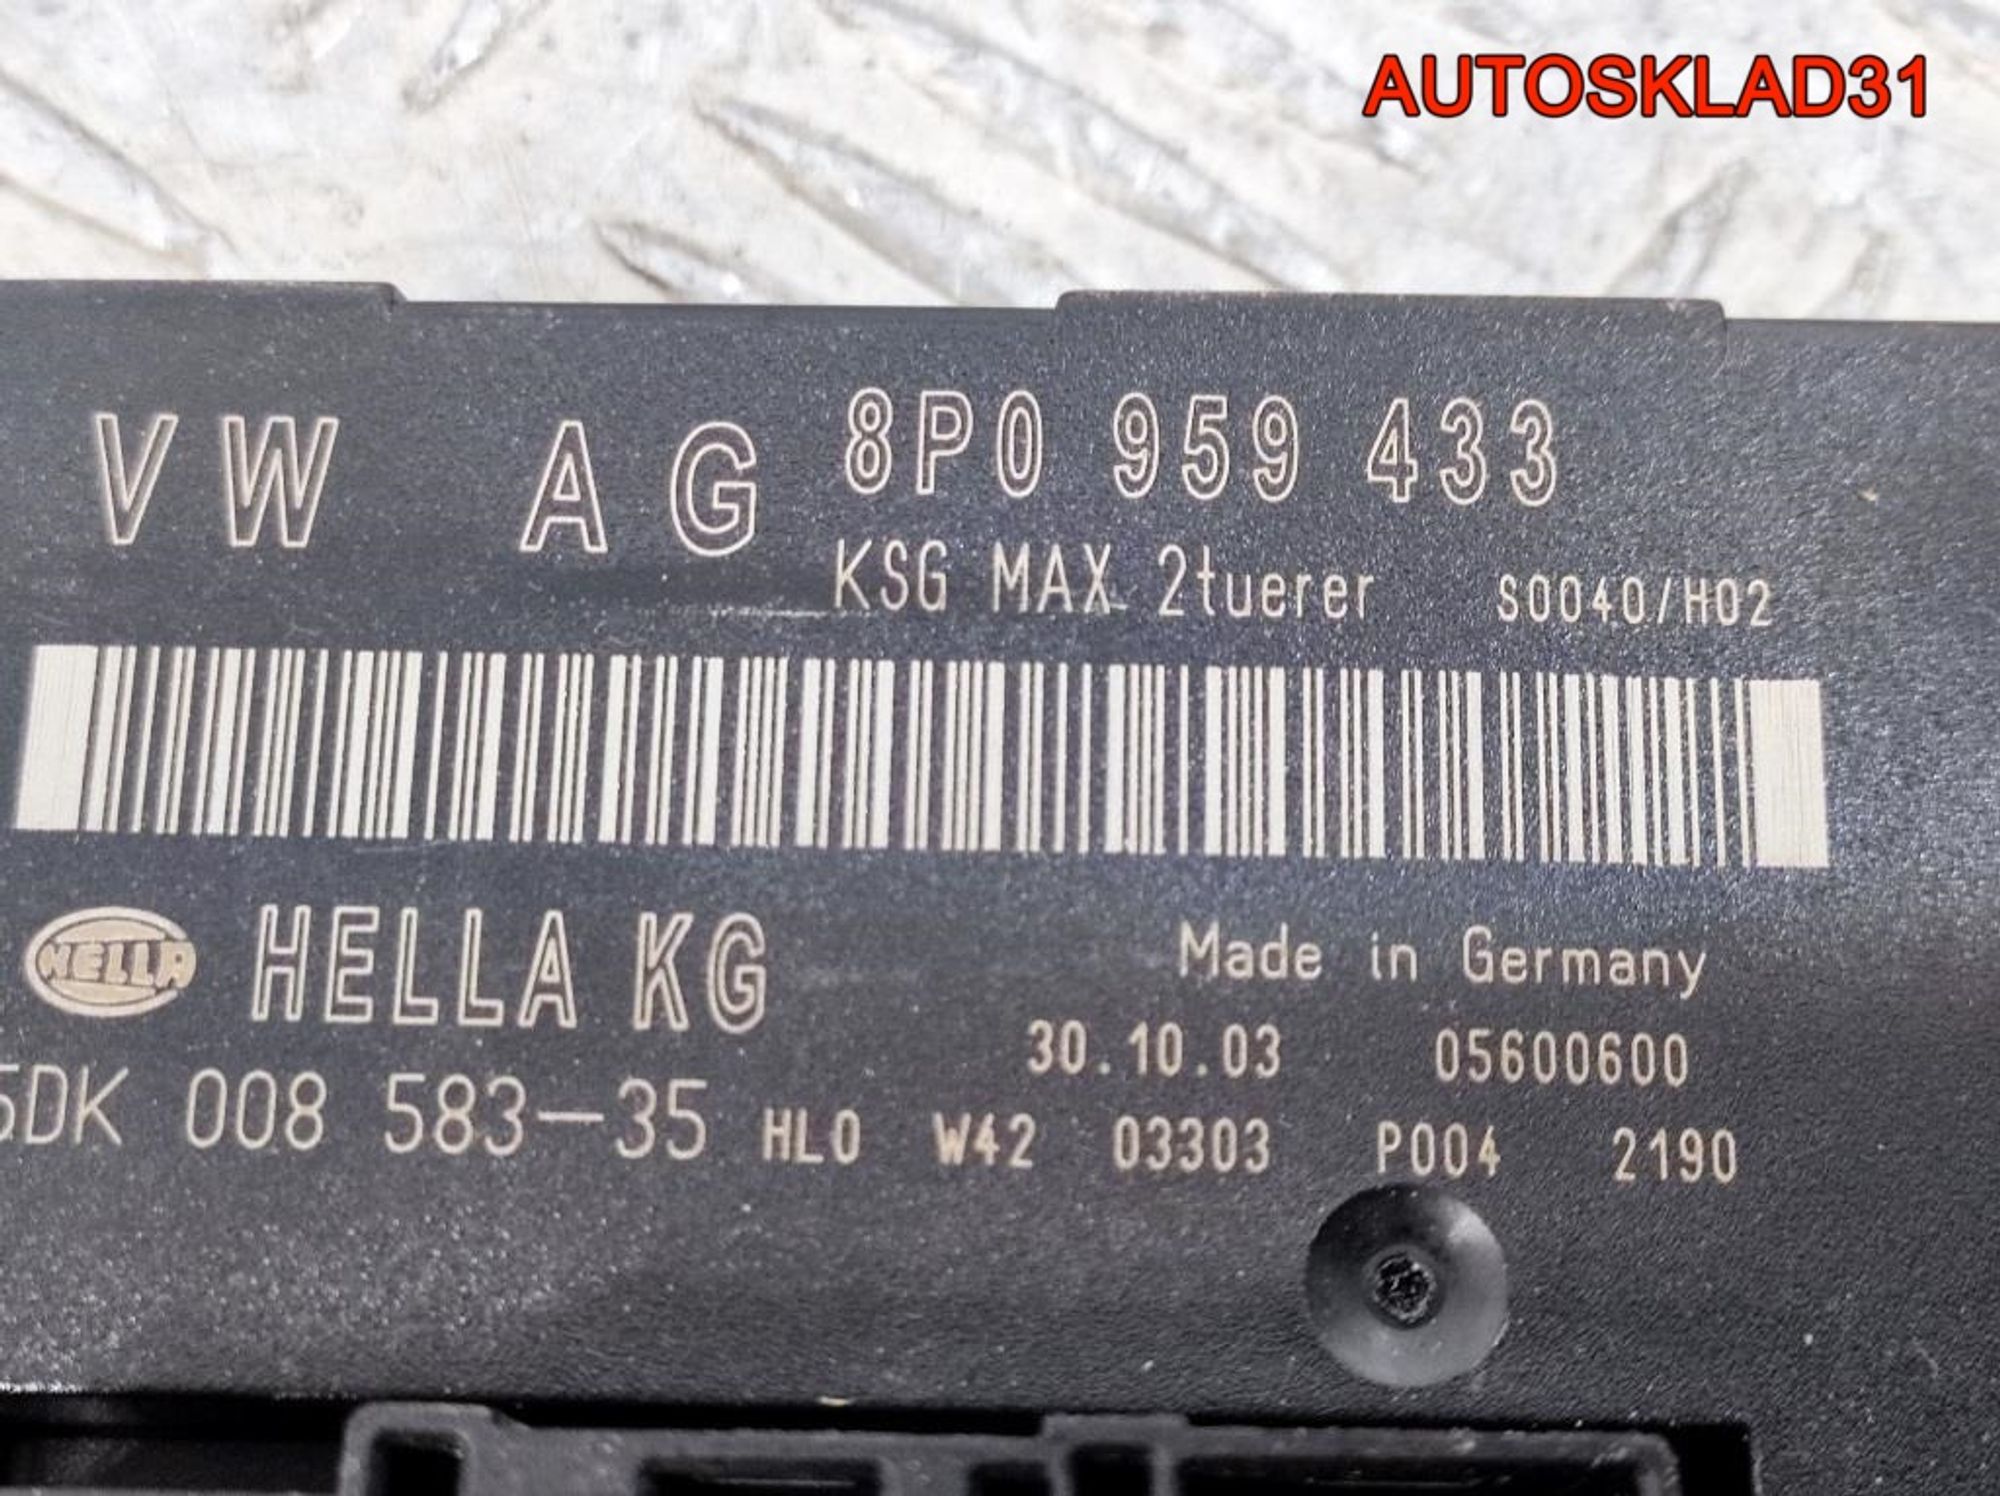 AUTOSKLAD31
VW AG 8P0 959 433
KSG MAX 2tuerer S0040/H02
HELLA HELLA KG Made in Germany
30.10.03 05600600
5DK 008 583-35 HL0 W42 03303 P004 2190